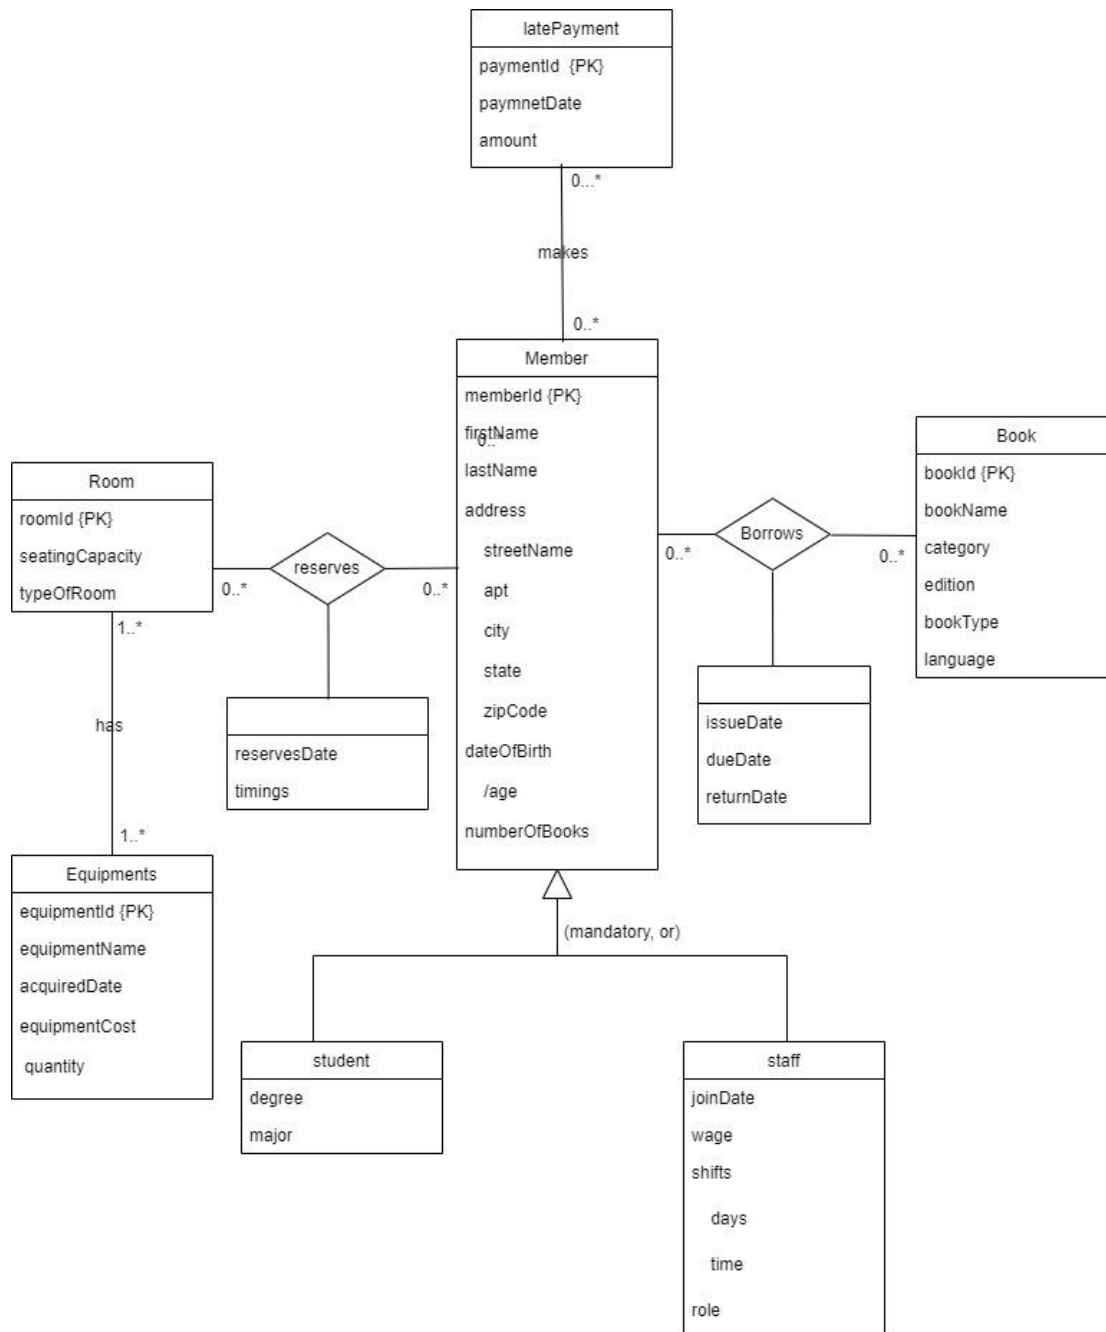 latePayment
paymentId {PK}
paymnetDate
amount
0...*
makes
0..*
Member
memberId {PK}
firstName
0..*
lastName
address
streetName
apt
city
state
zipCode
dateOfBirth
/age
numberOfBooks
Room
roomId {PK}
seatingCapacity
typeOfRoom
0..*
reserves
0..*
reservesDate
timings
1..*
has
1..*
Equipments
equipmentId {PK}
equipmentName
acquiredDate
equipmentCost
quantity
0..*
Borrows
0..*
issueDate
dueDate
returnDate
Book
bookId {PK}
bookName
category
edition
bookType
language
(mandatory, or)
student
degree
major
staff
joinDate
wage
shifts
days
time
role